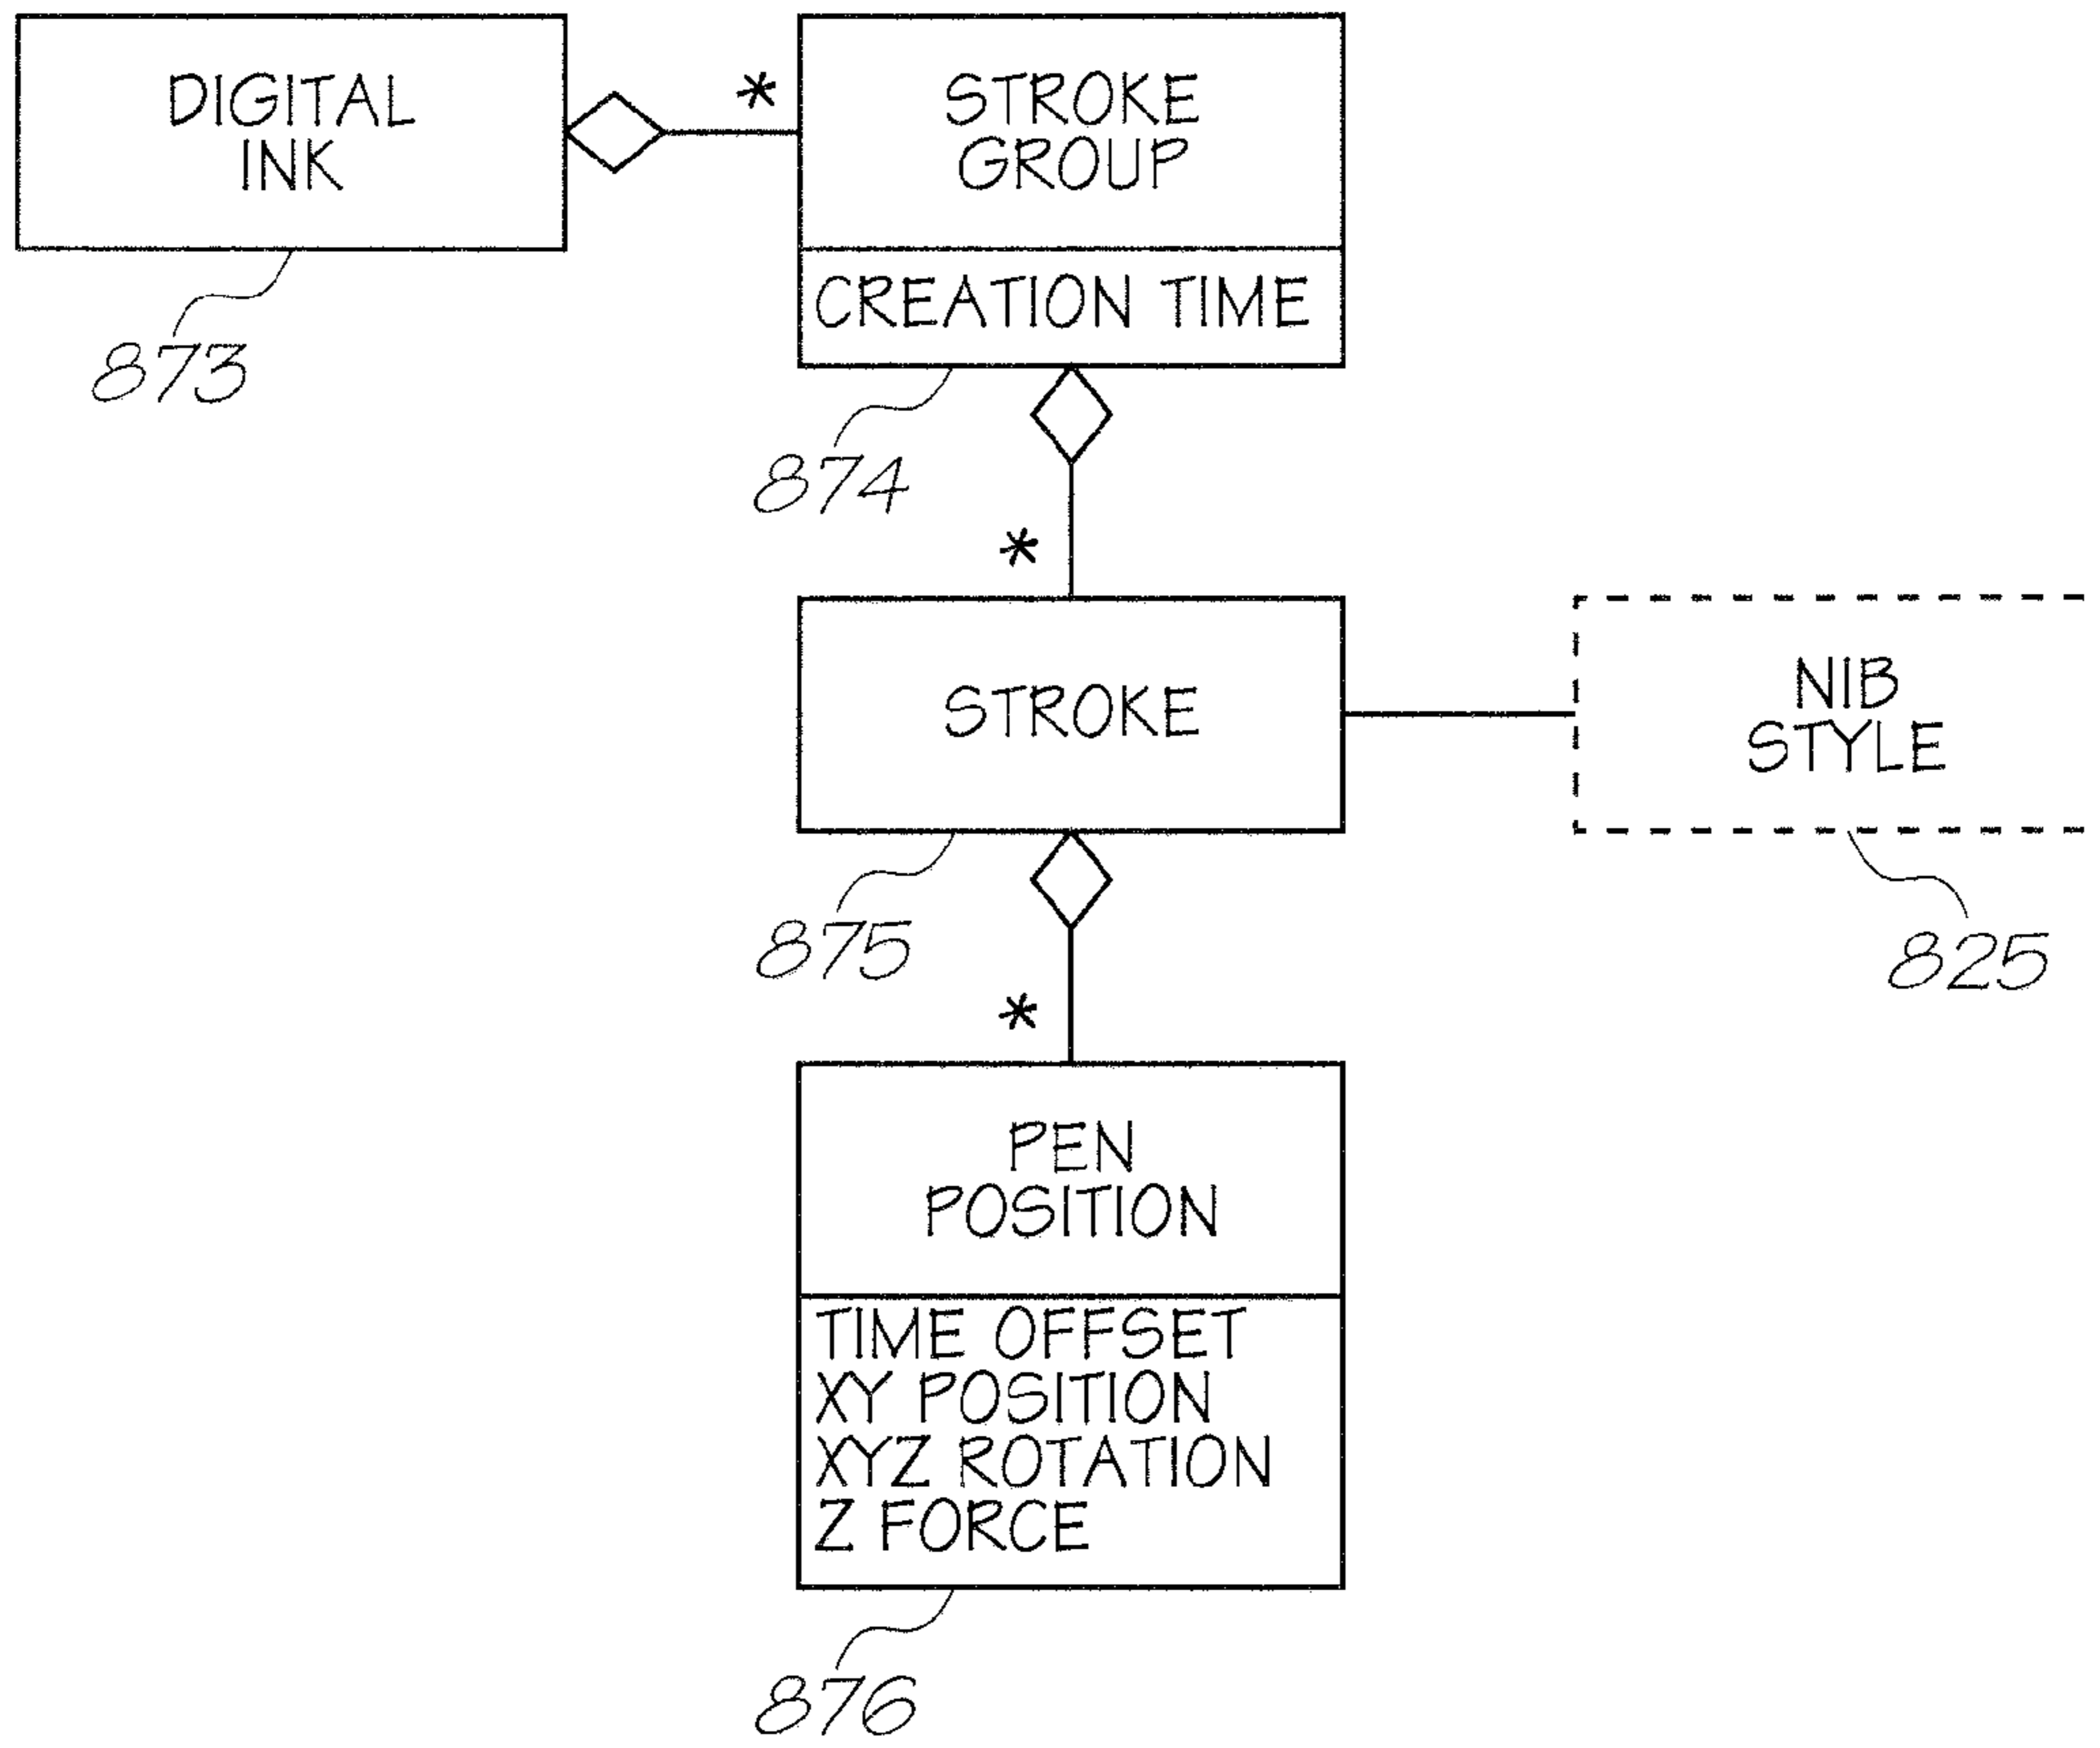 DIGITAL
INK
*
STROKE
GROUP
CREATION TIME
873
874
*
STROKE
NIB
STYLE
875
825
*
PEN
POSITION
TIME OFFSET
XY POSITION
XYZ ROTATION
Z FORCE
876